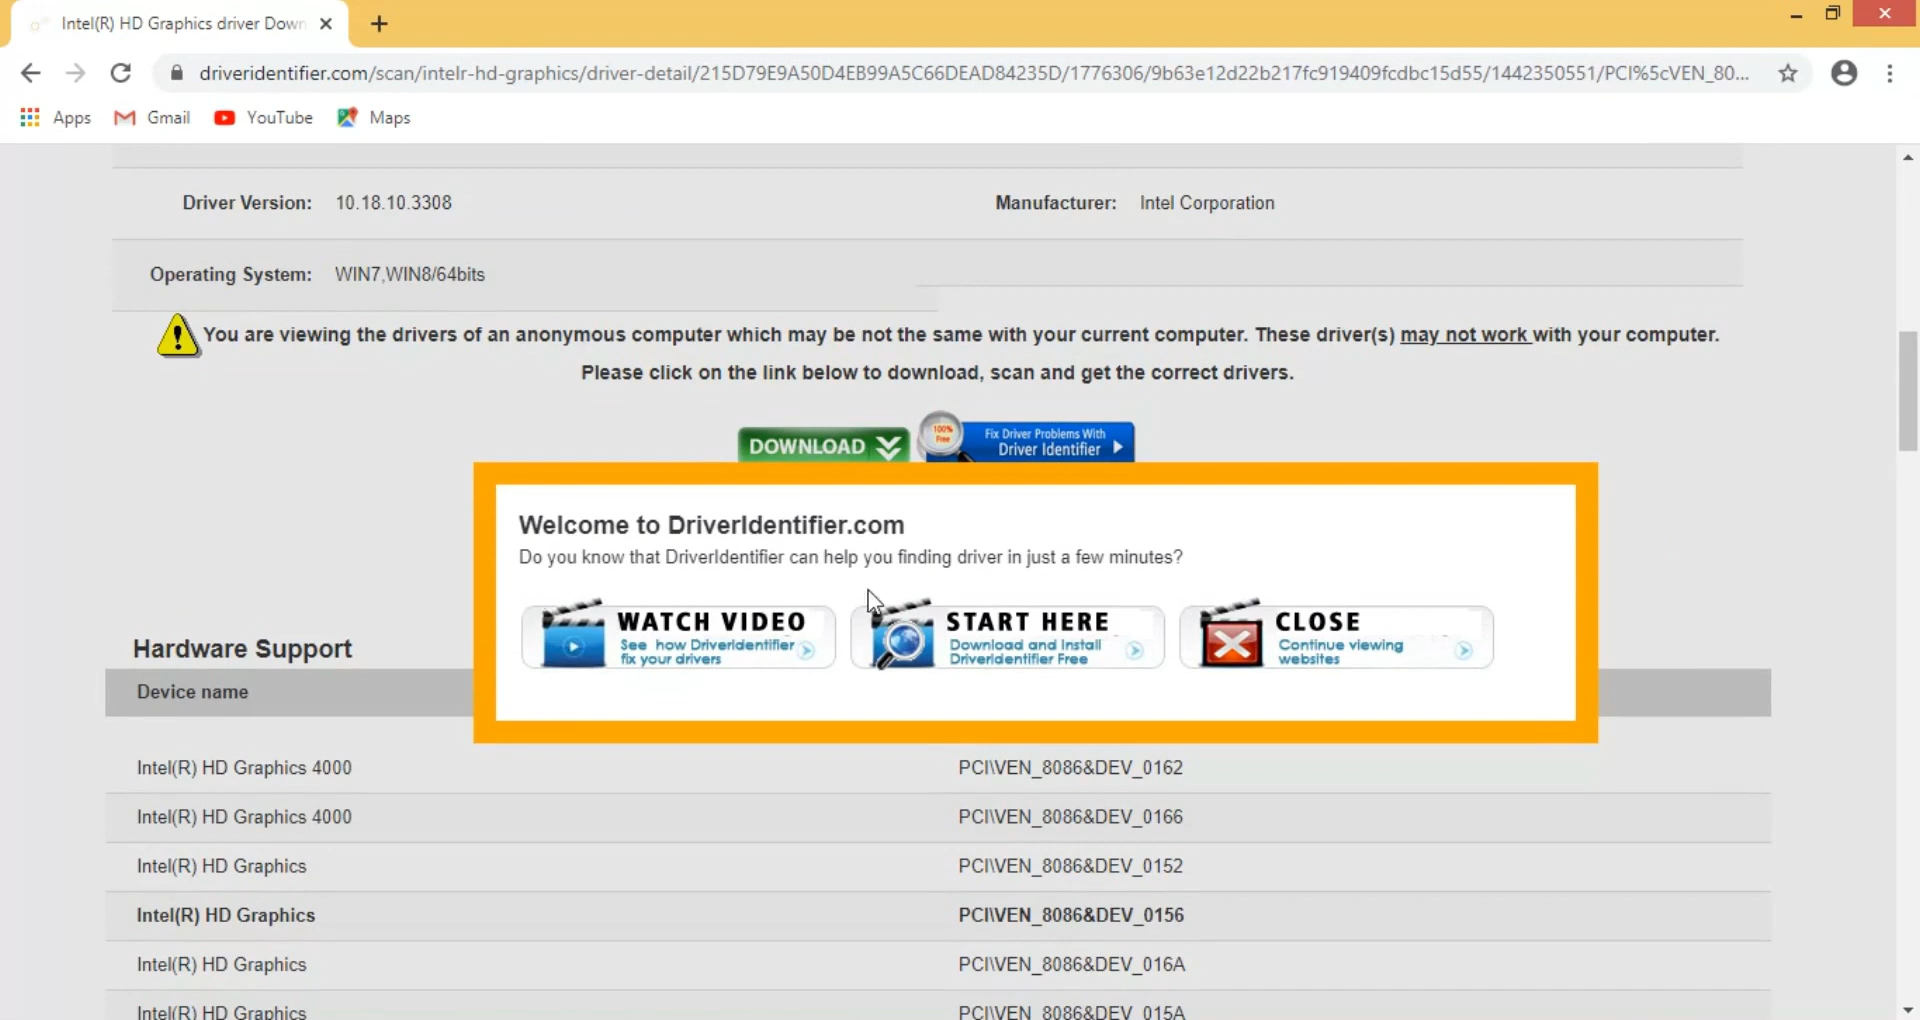 Intel(R) HD Graphics driver Down
driveridentifier.com/scan/intelr-hd-graphics/driver-detail/215D79E9A50D4EB99A5C66DEAD84235D/1776306/9b63e12d22b217fc919409fcdbc15d55/1442350551/PCI%5cVEN_80...
Apps Gmail YouTube Maps
Driver Version: 10.18.10.3308 Manufacturer: Intel Corporation
Operating System: WIN7,WIN8/64bits
You are viewing the drivers of an anonymous computer which may be not the same with your current computer. These driver(s) may not work with your computer.
Please click on the link below to download, scan and get the correct drivers.
DOWNLOAD
100% Free
Fix Driver Problems With
Driver Identifier
Welcome to DriverIdentifier.com
Do you know that DriverIdentifier can help you finding driver in just a few minutes?
WATCH VIDEO
See how DriverIdentifier
fix your drivers
START HERE
Download and Install
DriverIdentifier Free
CLOSE
Continue viewing
websites
Hardware Support
Device name
Intel(R) HD Graphics 4000 PCI\VEN_8086&DEV_0162
Intel(R) HD Graphics 4000 PCI\VEN_8086&DEV_0166
Intel(R) HD Graphics PCI\VEN_8086&DEV_0152
Intel(R) HD Graphics PCI\VEN_8086&DEV_0156
Intel(R) HD Graphics PCI\VEN_8086&DEV_016A
Intel(R) HD Graphics PCI\VEN_8086&DEV_015A